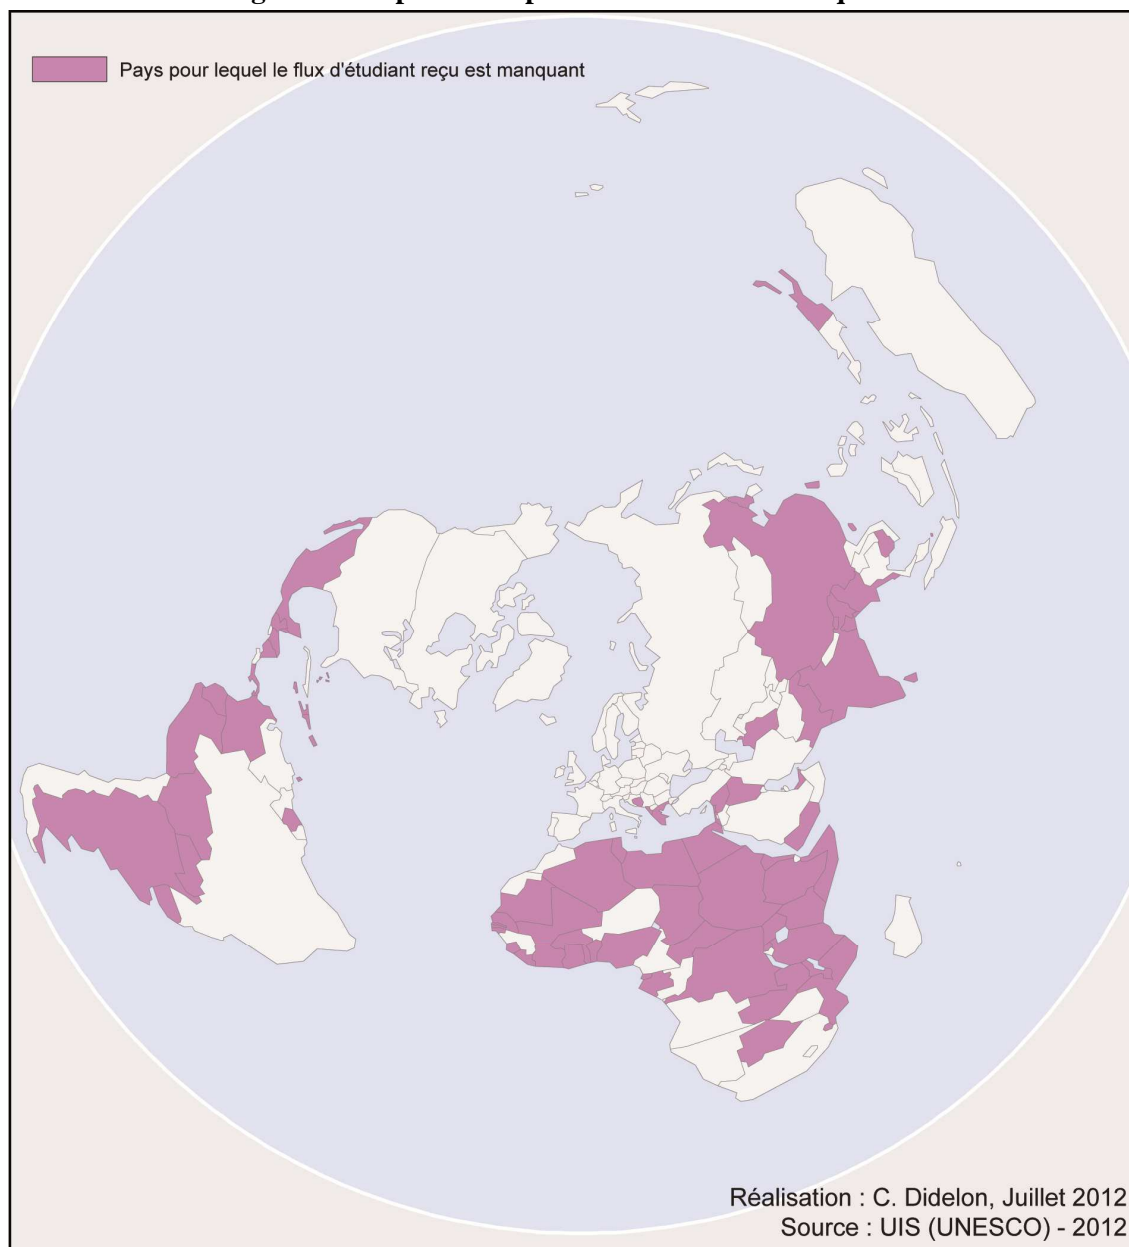 Pays pour lequel le flux d'étudiant reçu est manquant
Réalisation : C. Didelon, Juillet 2012
Source : UIS (UNESCO) - 2012